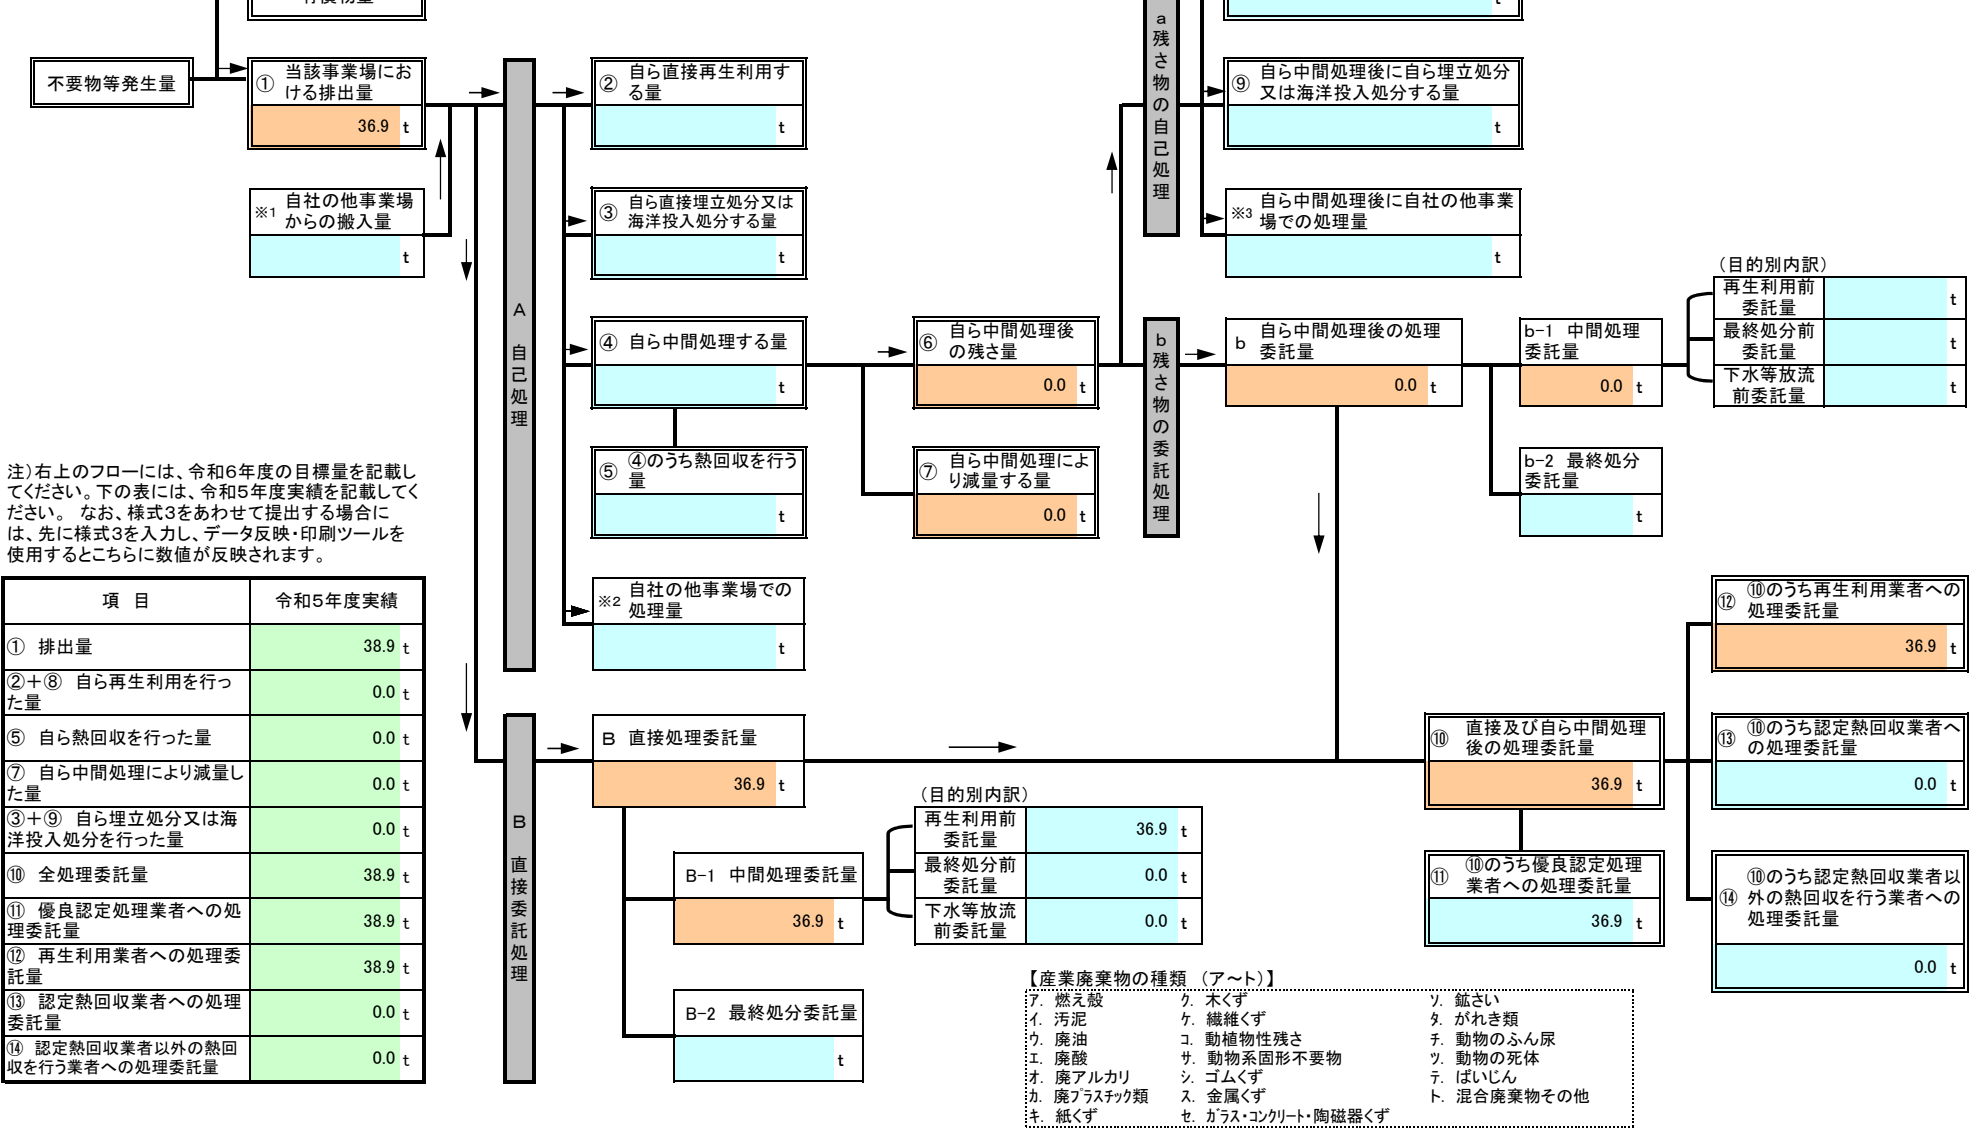 有償物量
t
不要物等発生量
① 当該事業場にお
ける排出量
36.9 t
※1 自社の他事業場
からの搬入量
t
A 自己処理
② 自ら直接再生利用す
る量
t
③ 自ら直接埋立処分又は
海洋投入処分する量
t
④ 自ら中間処理する量
t
⑤ ④のうち熱回収を行う
量
t
※2 自社の他事業場での
処理量
t
⑥ 自ら中間処理後
の残さ量
0.0 t
⑦ 自ら中間処理によ
り減量する量
0.0 t
a 残さ物の自己処理
⑨ 自ら中間処理後に自ら埋立処分
又は海洋投入処分する量
t
※3 自ら中間処理後に自社の他事業
場での処理量
t
b 残さ物の委託処理
b 自ら中間処理後の処理
委託量
0.0 t
b-1 中間処理
委託量
0.0 t
b-2 最終処分
委託量
t
（目的別内訳）
再生利用前
委託量
t
最終処分前
委託量
t
下水等放流
前委託量
t
注）右上のフローには、令和6年度の目標量を記載し
てください。下の表には、令和5年度実績を記載してく
ださい。 なお、様式3をあわせて提出する場合に
は、先に様式3を入力し、データ反映・印刷ツールを
使用するとこちらに数値が反映されます。
項 目 令和5年度実績
① 排出量 38.9 t
②＋⑧ 自ら再生利用を行っ
た量 0.0 t
⑤ 自ら熱回収を行った量 0.0 t
⑦ 自ら中間処理により減量し
た量 0.0 t
③＋⑨ 自ら埋立処分又は海
洋投入処分を行った量 0.0 t
⑩ 全処理委託量 38.9 t
⑪ 優良認定処理業者への処
理委託量 38.9 t
⑫ 再生利用業者への処理委
託量 38.9 t
⑬ 認定熱回収業者への処理
委託量 0.0 t
⑭ 認定熱回収業者以外の熱回
収を行う業者への処理委託量 0.0 t
B 直接委託処理
B 直接処理委託量
36.9 t
B-1 中間処理委託量
36.9 t
B-2 最終処分委託量
t
（目的別内訳）
再生利用前
委託量
36.9 t
最終処分前
委託量
0.0 t
下水等放流
前委託量
0.0 t
⑩ 直接及び自ら中間処理
後の処理委託量
36.9 t
⑪ ⑩のうち優良認定処理
業者への処理委託量
36.9 t
⑫ ⑩のうち再生利用業者への
処理委託量
36.9 t
⑬ ⑩のうち認定熱回収業者へ
の処理委託量
0.0 t
⑭ ⑩のうち認定熱回収業者以
外の熱回収を行う業者への
処理委託量
0.0 t
【産業廃棄物の種類 （ア～ト）】
ア. 燃え殻
イ. 汚泥
ウ. 廃油
エ. 廃酸
オ. 廃アルカリ
カ. 廃プラスチック類
キ. 紙くず
ク. 木くず
ケ. 繊維くず
コ. 動植物性残さ
サ. 動物系固形不要物
シ. ゴムくず
ス. 金属くず
セ. ガラス・コンクリート・陶磁器くず
ソ. 鉱さい
タ. がれき類
チ. 動物のふん尿
ツ. 動物の死体
テ. ばいじん
ト. 混合廃棄物その他